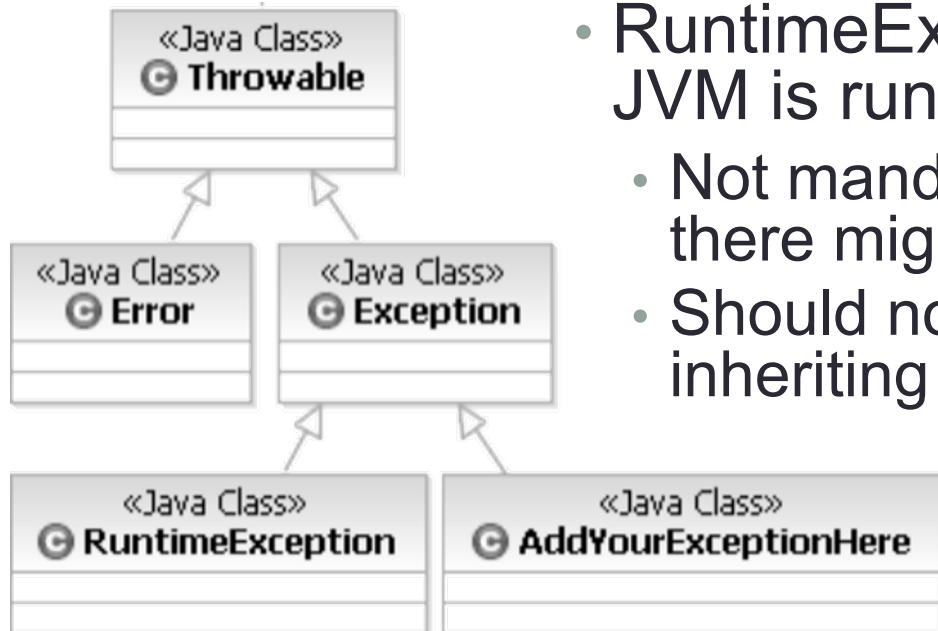 «Java Class»
Throwable
«Java Class»
Error
«Java Class»
Exception
«Java Class»
RuntimeException
«Java Class»
AddYourExceptionHere
• RuntimeEx
JVM is run
• Not mand
there mig
• Should no
inheriting